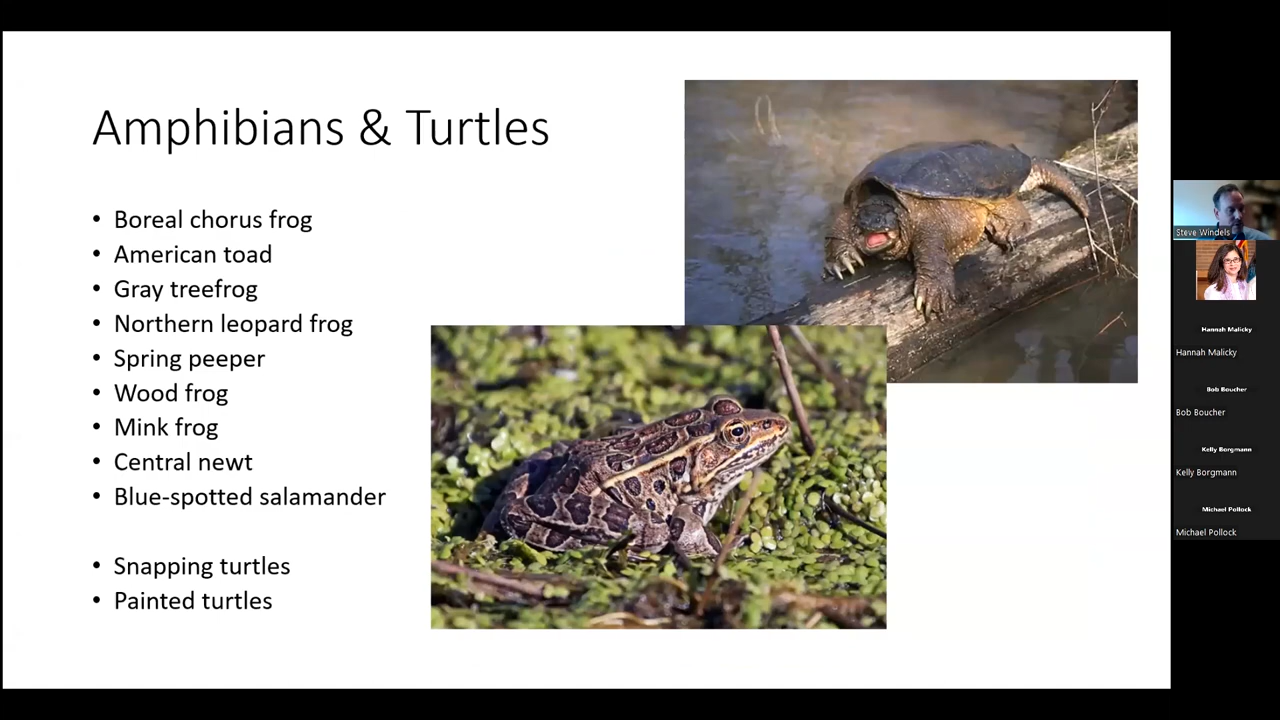 Amphibians & Turtles
• Boreal chorus frog
• American toad
• Gray treefrog
• Northern leopard frog
• Spring peeper
• Wood frog
• Mink frog
• Central newt
• Blue-spotted salamander
• Snapping turtles
• Painted turtles
Steve Windels
Hannah Malicky
Hannah Malicky
Bob Boucher
Bob Boucher
Kelly Borgmann
Kelly Borgmann
Michael Pollock
Michael Pollock